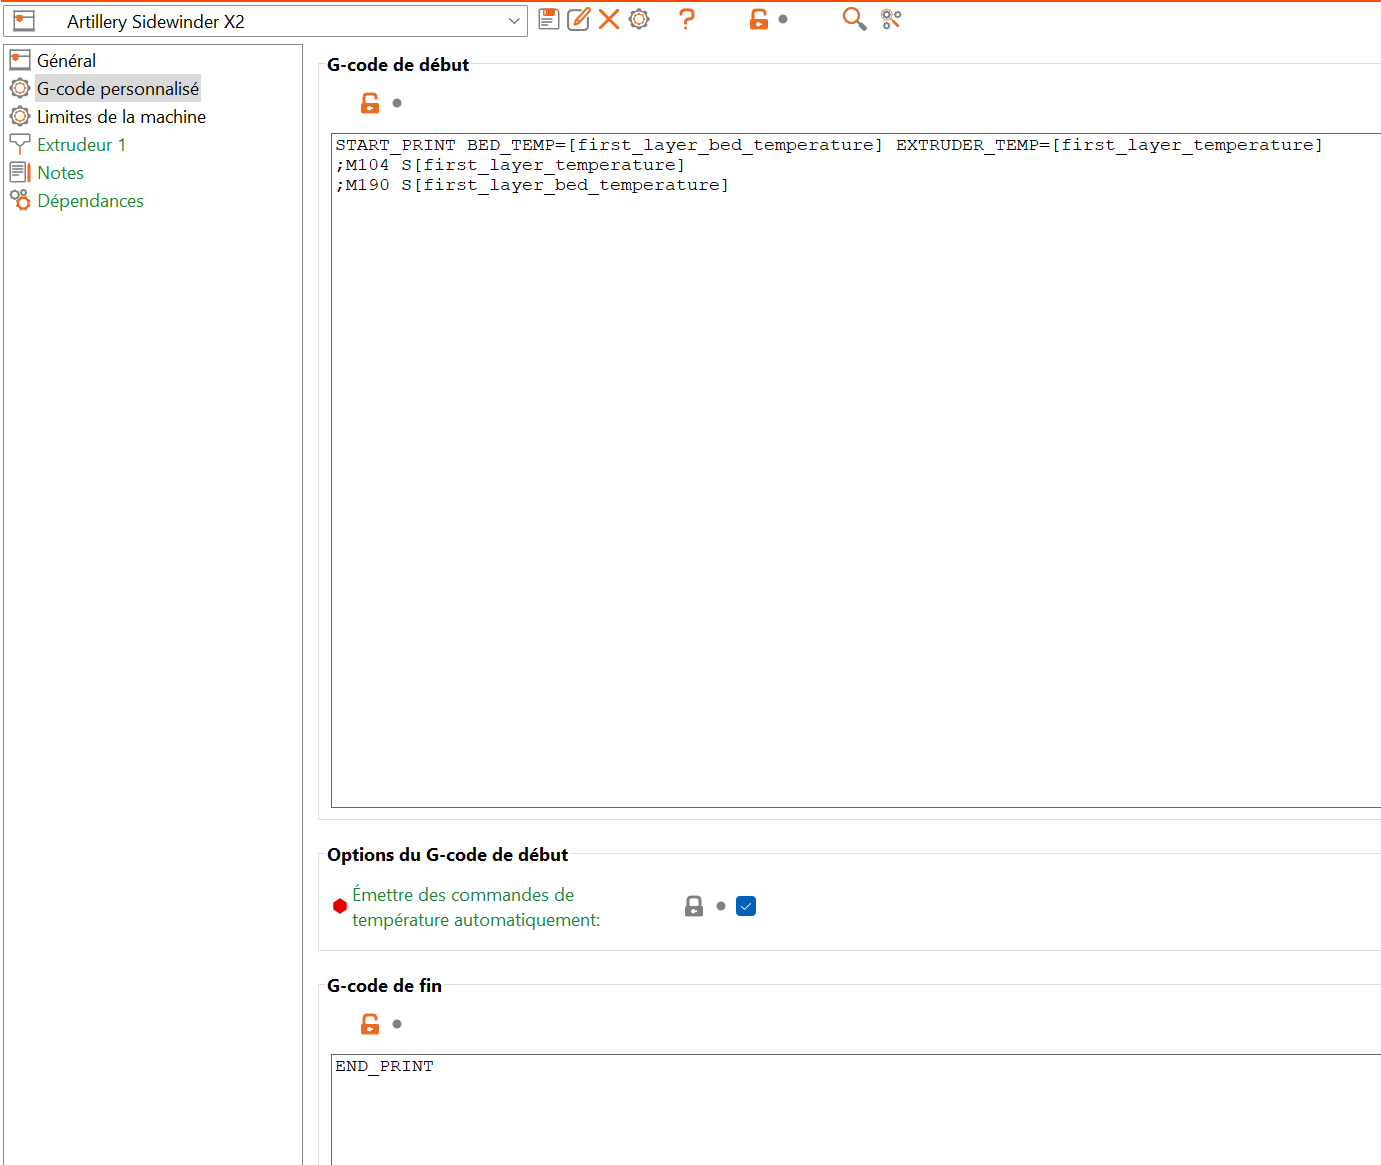 Artillery Sidewinder X2
Général
G-code personnalisé
Limites de la machine
Extrudeur 1
Notes
Dépendances
G-code de début
START_PRINT BED_TEMP=[first_layer_bed_temperature] EXTRUDER_TEMP=[first_layer_temperature]
;M104 S[first_layer_temperature]
;M190 S[first_layer_bed_temperature]
Options du G-code de début
Émettre des commandes de
température automatiquement:
G-code de fin
END_PRINT